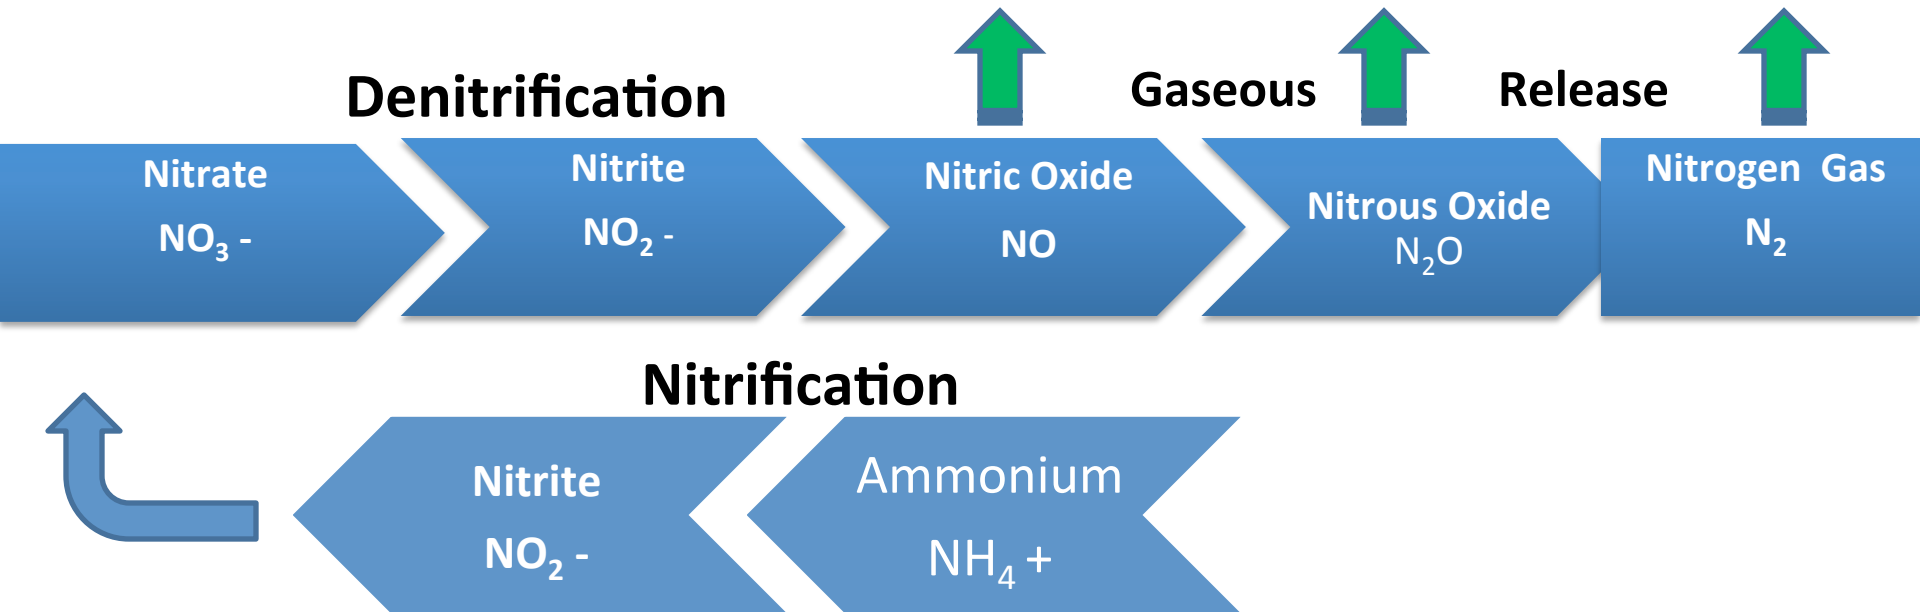 Denitrification
Gaseous Release
Nitrate
NO₃ -
Nitrite
NO₂ -
Nitric Oxide
NO
Nitrous Oxide
N₂O
Nitrogen Gas
N₂
Nitrification
Nitrite
NO₂ -
Ammonium
NH₄ +